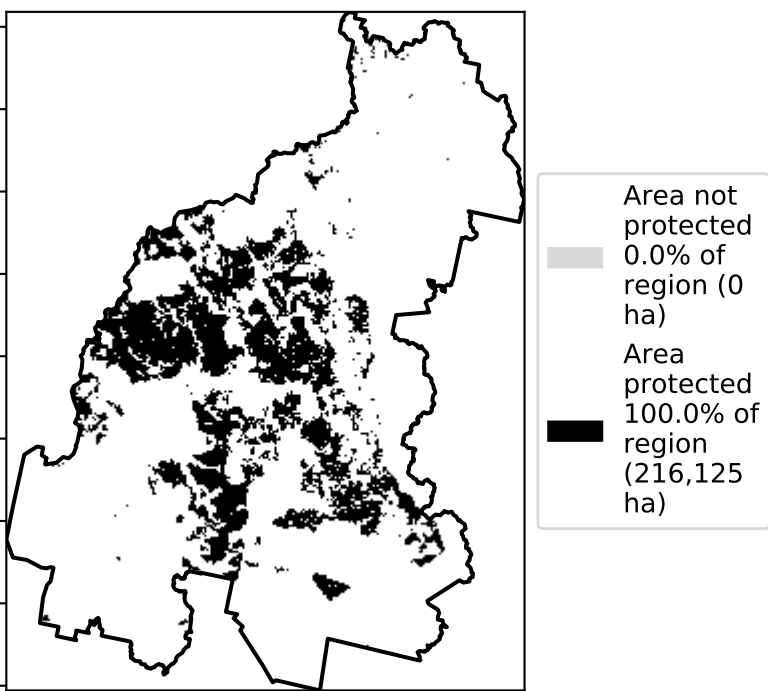 Area not
protected
0.0% of
region (0
ha)
Area
protected
100.0% of
region
(216,125
ha)